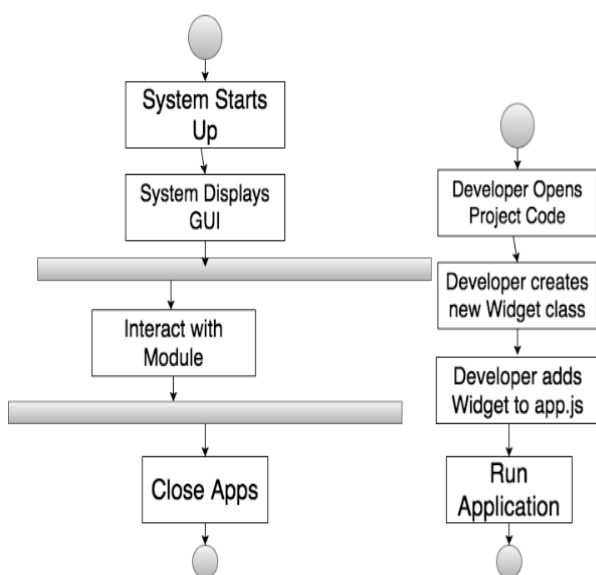 System Starts
Up
System Displays
GUI
Interact with
Module
Close Apps
Developer Opens
Project Code
Developer creates
new Widget class
Developer adds
Widget to app.js
Run
Application